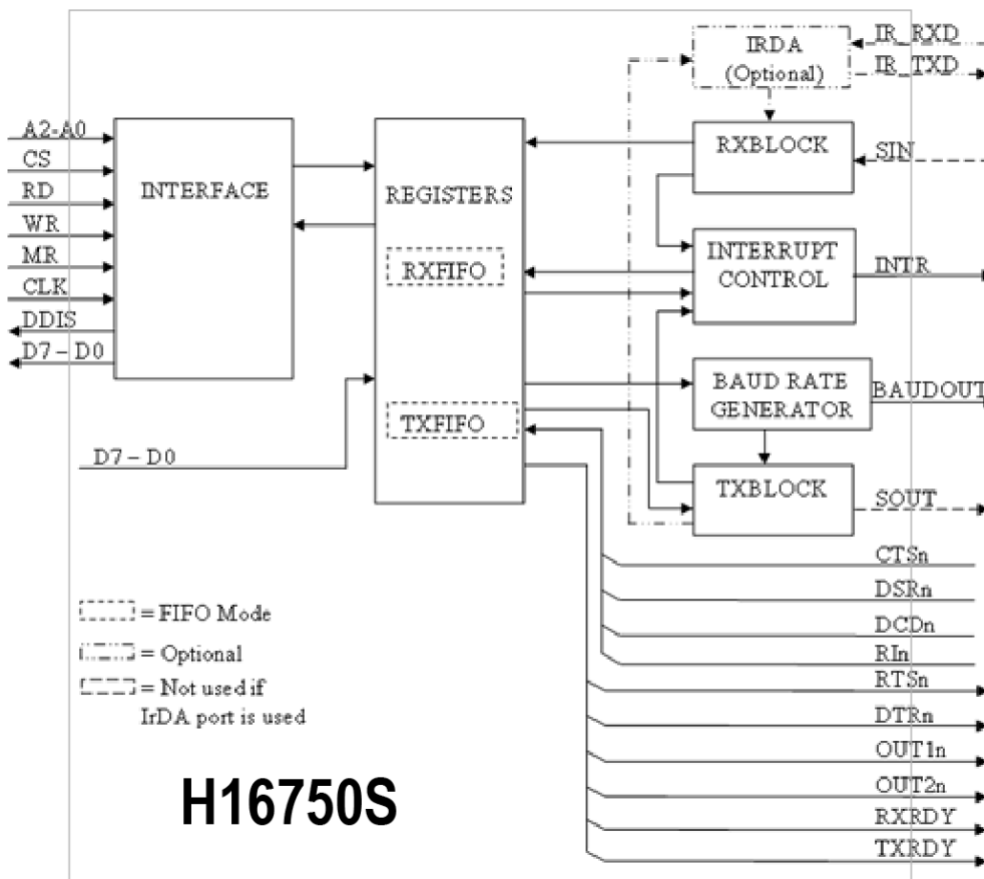 IR_RXD
IRDA
(Optional)
IR_TXD
A2-A0
CS
RD
WR
MR
CLK
DDIS
D7 – D0
INTERFACE
REGISTERS
RXFIFO
TXFIFO
D7 – D0
RXBLOCK
SIN
INTERRUPT
CONTROL
INTR
BAUD RATE
GENERATOR
BAUDOUT
TXBLOCK
SOUT
CTSn
DSRn
DCDn
RIn
RTSn
DTRn
OUT1n
OUT2n
RXRDY
TXRDY
= FIFO Mode
= Optional
= Not used if
IrDA port is used
H16750S